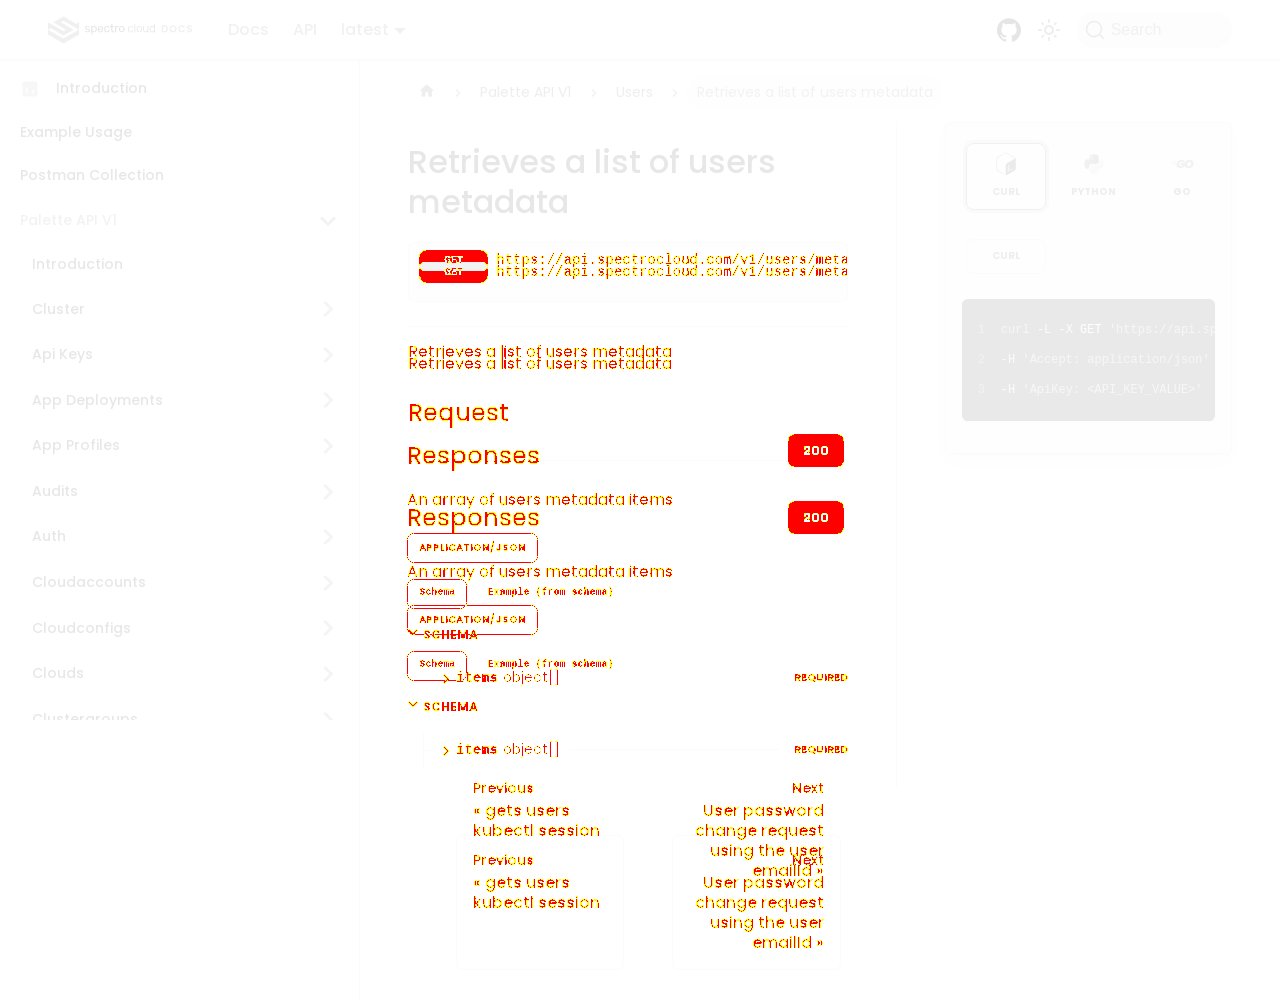 spectro cloud DOCS
Docs
API
latest
Search
Introduction
Example Usage
Postman Collection
Palette API V1
Introduction
Cluster
Api Keys
App Deployments
App Profiles
Audits
Auth
Cloudaccounts
Cloudconfigs
Clouds
Clustergroups
Palette API V1
Users
Retrieves a list of users metadata
Retrieves a list of users
metadata
GET https://api.spectrocloud.com/v1/users/meta
GET https://api.spectrocloud.com/v1/users/meta
Retrieves a list of users metadata
Retrieves a list of users metadata
Request
Responses
200
An array of users metadata items
Responses
200
APPLICATION/JSON
An array of users metadata items
Schema
Example (from schema)
APPLICATION/JSON
SCHEMA
Schema
Example (from schema)
items object[]
REQUIRED
SCHEMA
items object[]
REQUIRED
Previous
« gets users
kubectl session
Next
User password
change request
using the user
emailId »
Previous
« gets users
kubectl session
Next
User password
change request
using the user
emailId »
CURL
PYTHON
GO
CURL
1 curl -L -X GET 'https://api.sp
2 -H 'Accept: application/json'
3 -H 'ApiKey: <API_KEY_VALUE>'